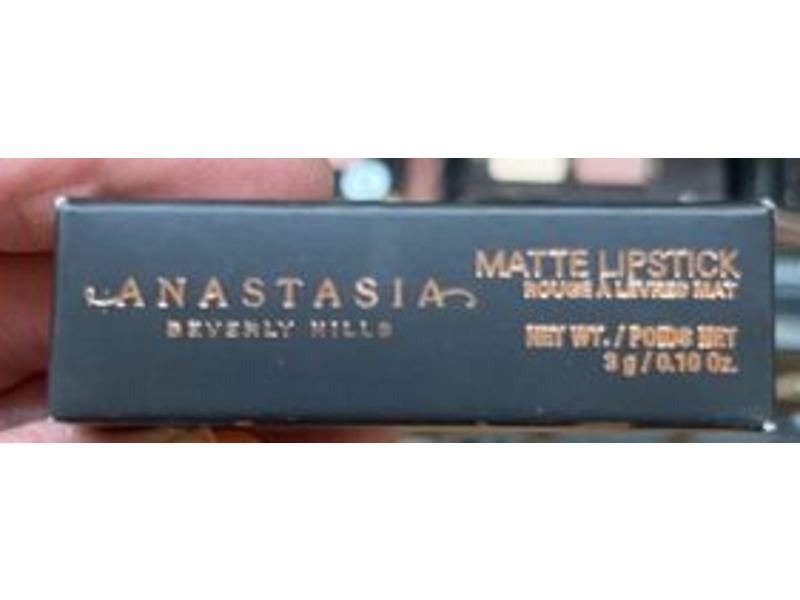 ANASTASIA
BEVERLY HILLS
MATTE LIPSTICK
ROUGE À LÈVRES MAT
NET WT. / POIDS NET
3 g / 0.10 Oz.